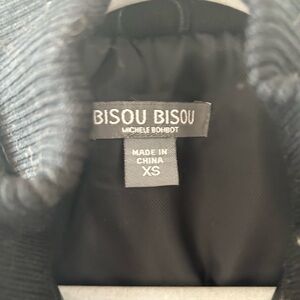 BISOU BISOU
MICHELE BOHBOT
MADE IN
CHINA
XS